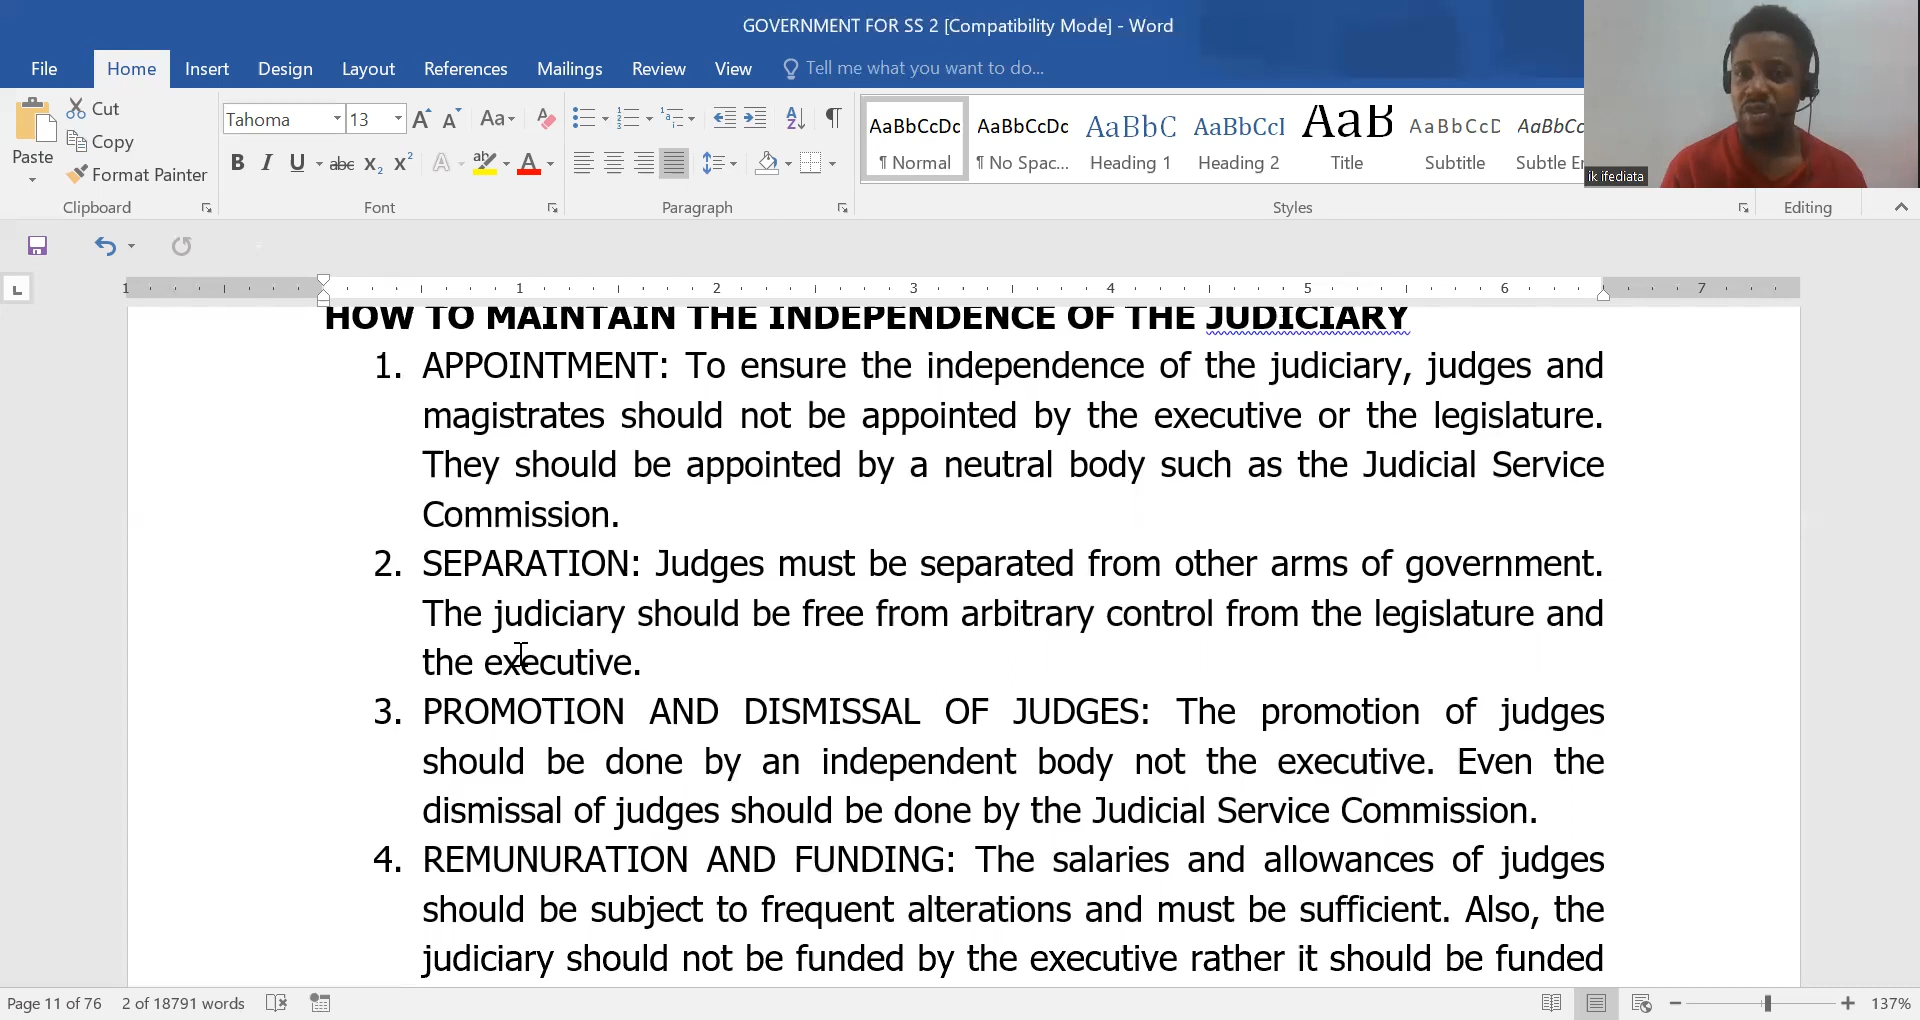 GOVERNMENT FOR SS 2 [Compatibility Mode] - Word
File Home Insert Design Layout References Mailings Review View Tell me what you want to do...
ik ifediata
Paste
Cut
Copy
Format Painter
Clipboard
Tahoma 13
Font
Paragraph
AaBbCcDc AaBbCcDc AaBbC AaBbCcI AaB AaBbCcD AaBbCc
¶ Normal ¶ No Spac... Heading 1 Heading 2 Title Subtitle Subtle E
Styles
Editing
1 1 2 3 4 5 6 7
HOW TO MAINTAIN THE INDEPENDENCE OF THE JUDICIARY
1. APPOINTMENT: To ensure the independence of the judiciary, judges and
magistrates should not be appointed by the executive or the legislature.
They should be appointed by a neutral body such as the Judicial Service
Commission.
2. SEPARATION: Judges must be separated from other arms of government.
The judiciary should be free from arbitrary control from the legislature and
the executive.
3. PROMOTION AND DISMISSAL OF JUDGES: The promotion of judges
should be done by an independent body not the executive. Even the
dismissal of judges should be done by the Judicial Service Commission.
4. REMUNURATION AND FUNDING: The salaries and allowances of judges
should be subject to frequent alterations and must be sufficient. Also, the
judiciary should not be funded by the executive rather it should be funded
Page 11 of 76 2 of 18791 words 137%